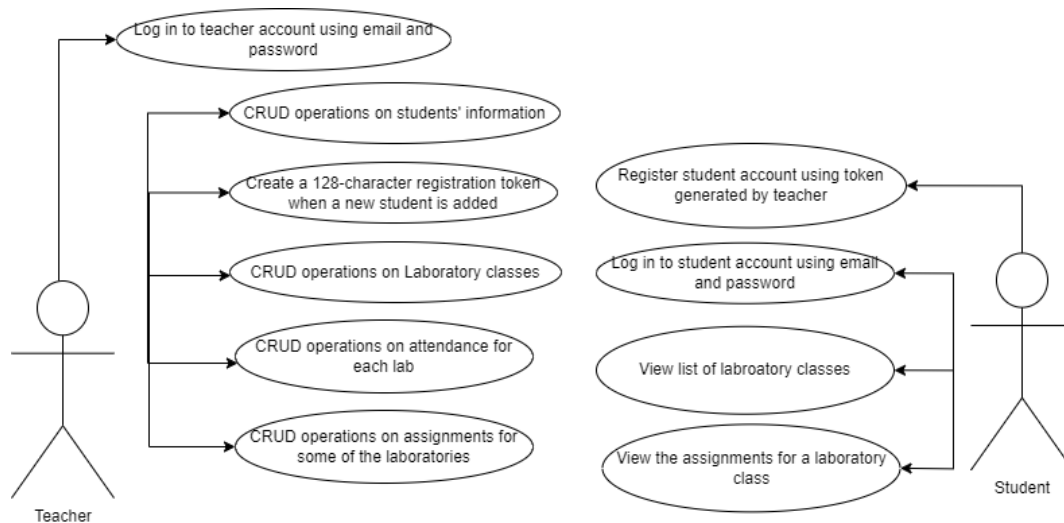 Log in to teacher account using email and
password
CRUD operations on students' information
Create a 128-character registration token
when a new student is added
CRUD operations on Laboratory classes
CRUD operations on attendance for
each lab
CRUD operations on assignments for
some of the laboratories
Teacher
Register student account using token
generated by teacher
Log in to student account using email
and password
View list of labroatory classes
View the assignments for a laboratory
class
Student